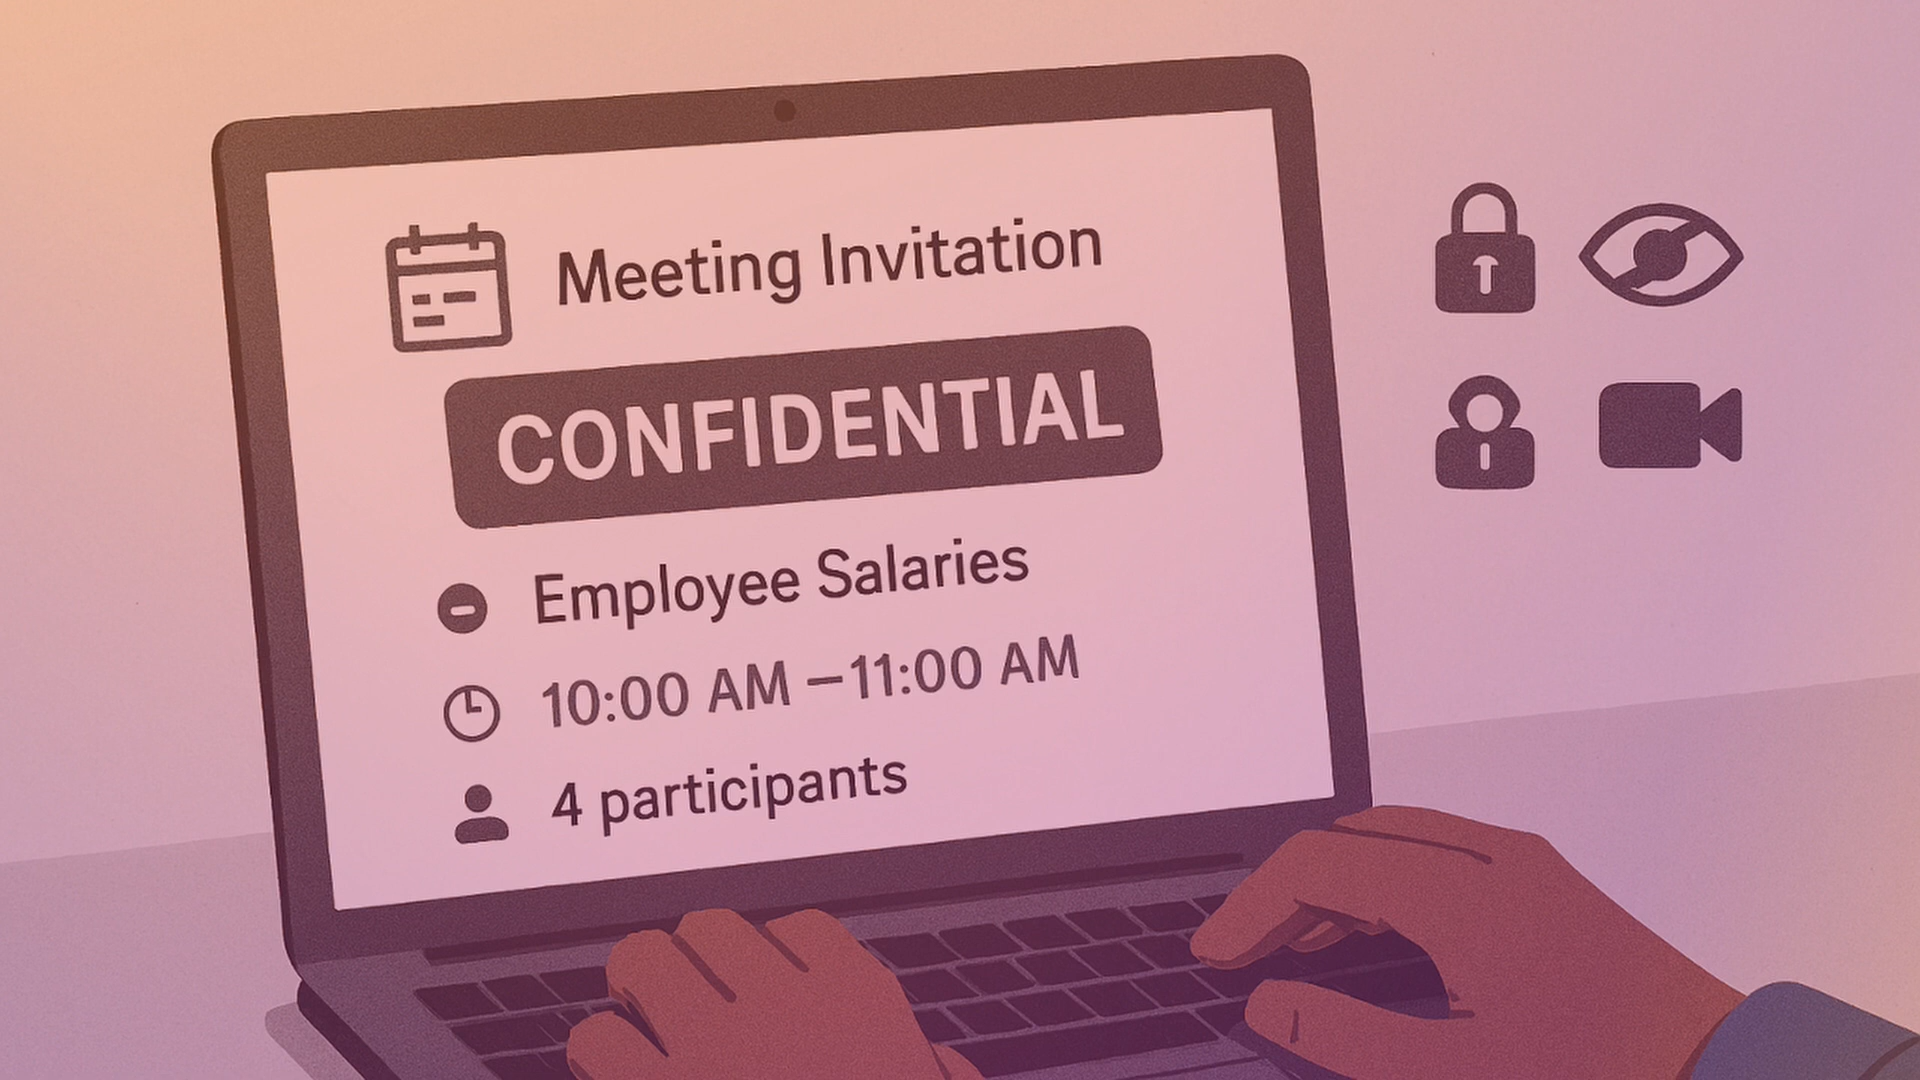 Meeting Invitation
CONFIDENTIAL
Employee Salaries
10:00 AM – 11:00 AM
4 participants